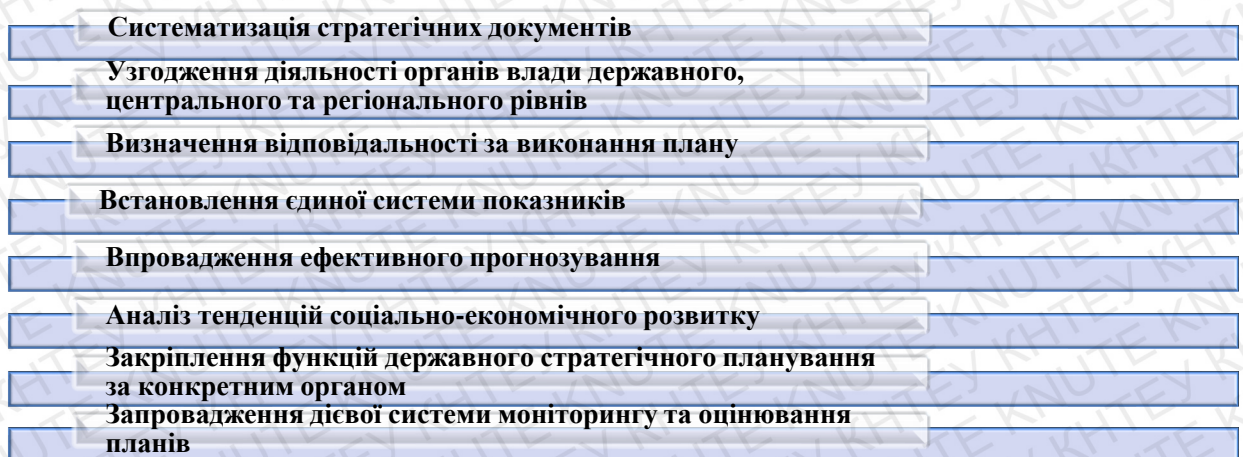 Систематизація стратегічних документів
Узгодження діяльності органів влади державного,
центрального та регіонального рівнів
Визначення відповідальності за виконання плану
Встановлення єдиної системи показників
Впровадження ефективного прогнозування
Аналіз тенденцій соціально-економічного розвитку
Закріплення функцій державного стратегічного планування
за конкретним органом
Запровадження дієвої системи моніторингу та оцінювання
планів